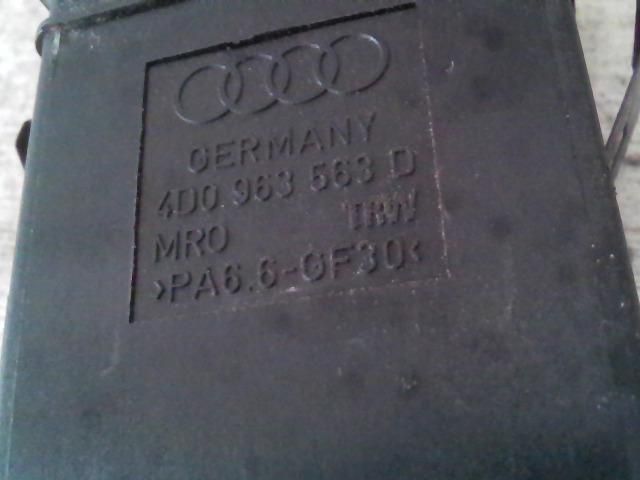 GERMANY
4D0 963 563 D
MRO TRW
>PA6.6-GF30<